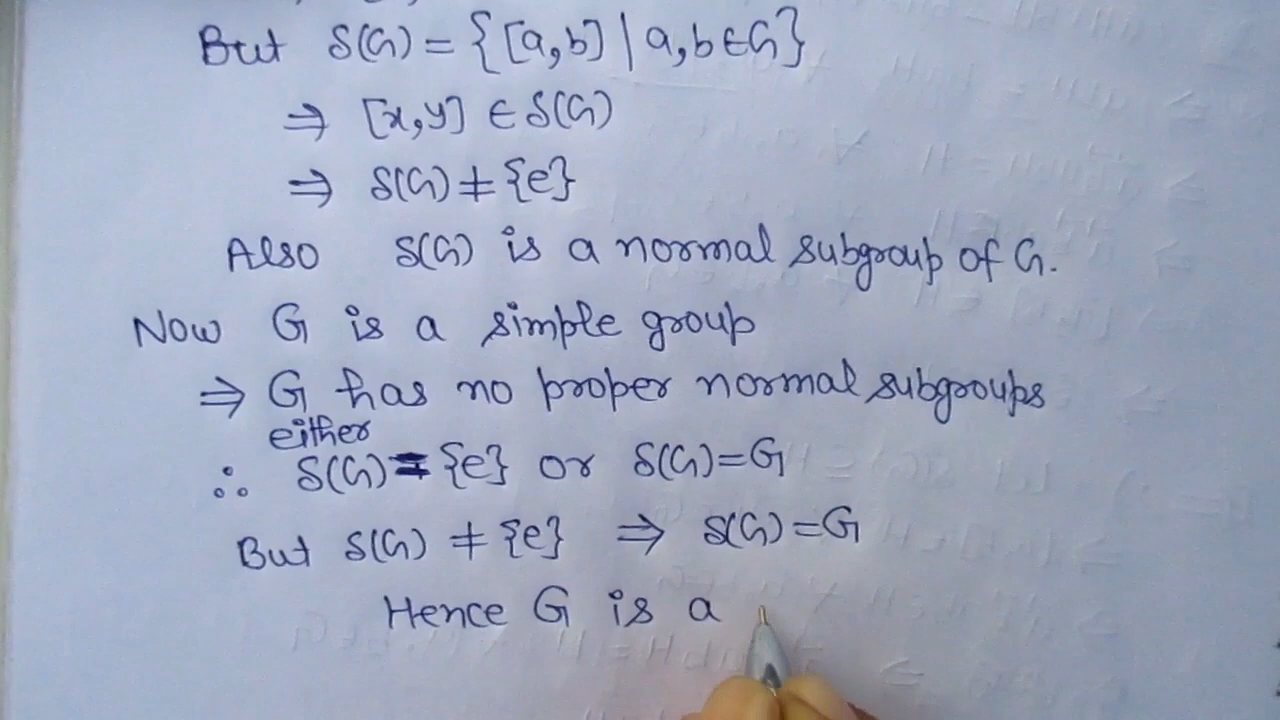 But δ(G) = {[a,b] | a,b∈G}
⇒ [x,y] ∈ δ(G)
⇒ δ(G) ≠ {e}
Also δ(G) is a normal subgroup of G.
Now G is a simple group
⇒ G has no proper normal subgroups
either
∴ δ(G) = {e} or δ(G)=G
But δ(G) ≠ {e} ⇒ δ(G)=G
Hence G is a